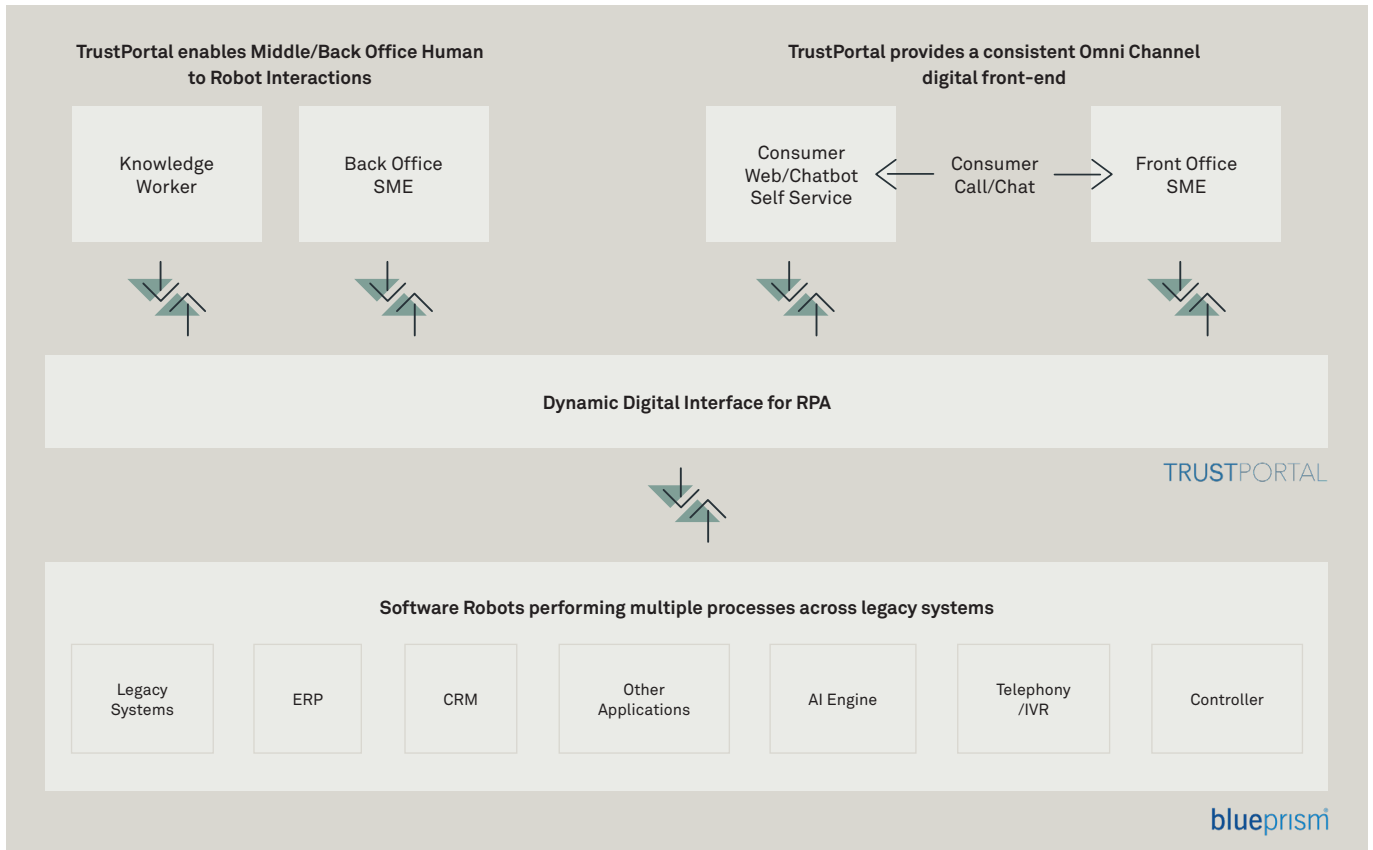 TrustPortal enables Middle/Back Office Human
to Robot Interactions
TrustPortal provides a consistent Omni Channel
digital front-end
Knowledge
Worker
Back Office
SME
Consumer
Web/Chatbot
Self Service
Consumer
Call/Chat
Front Office
SME
Dynamic Digital Interface for RPA
TRUSTPORTAL
Software Robots performing multiple processes across legacy systems
Legacy
Systems
ERP
CRM
Other
Applications
AI Engine
Telephony
/IVR
Controller
blueprism